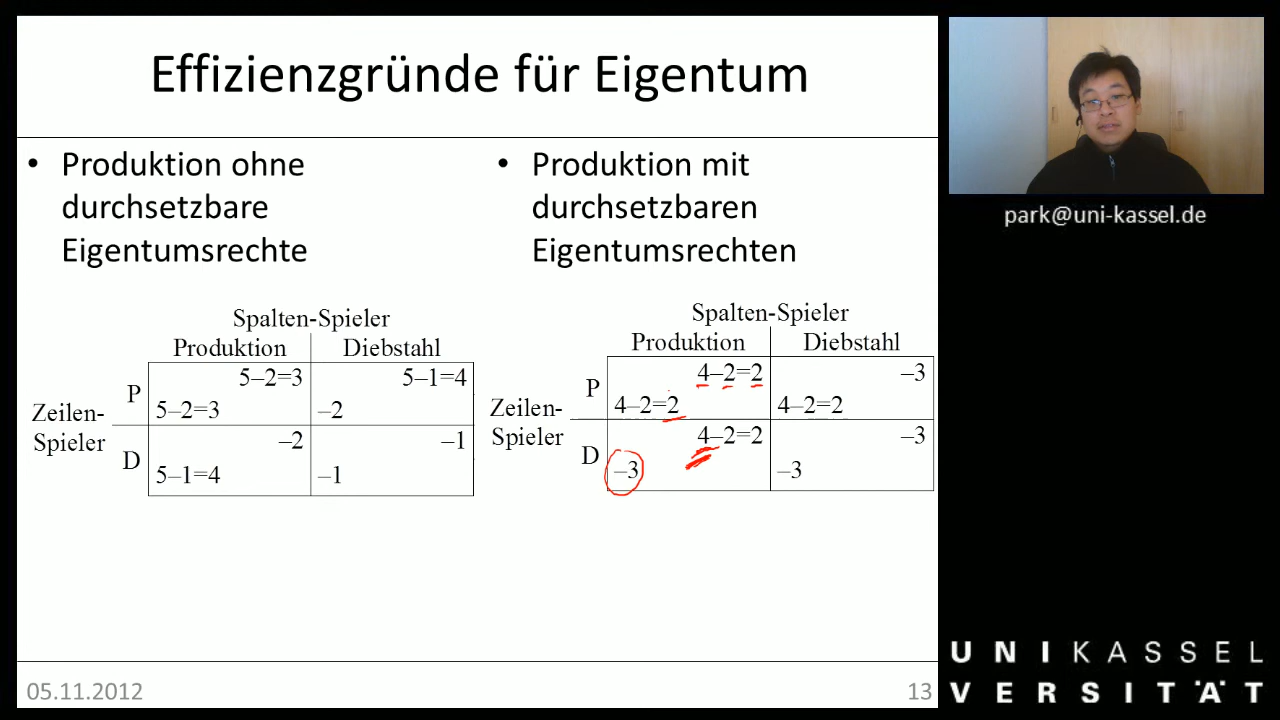 Effizienzgründe für Eigentum
• Produktion ohne
durchsetzbare
Eigentumsrechte
Spalten-Spieler
Produktion Diebstahl
Zeilen-
Spieler
P
5–2=3 5–1=4
5–2=3 –2
D
–2 –1
5–1=4 –1
• Produktion mit
durchsetzbaren
Eigentumsrechten
Spalten-Spieler
Produktion Diebstahl
Zeilen-
Spieler
P
4–2=2 –3
4–2=2 4–2=2
D
4–2=2 –3
–3 –3
05.11.2012 13
park@uni-kassel.de
UNIKASSEL
VERSITÄT